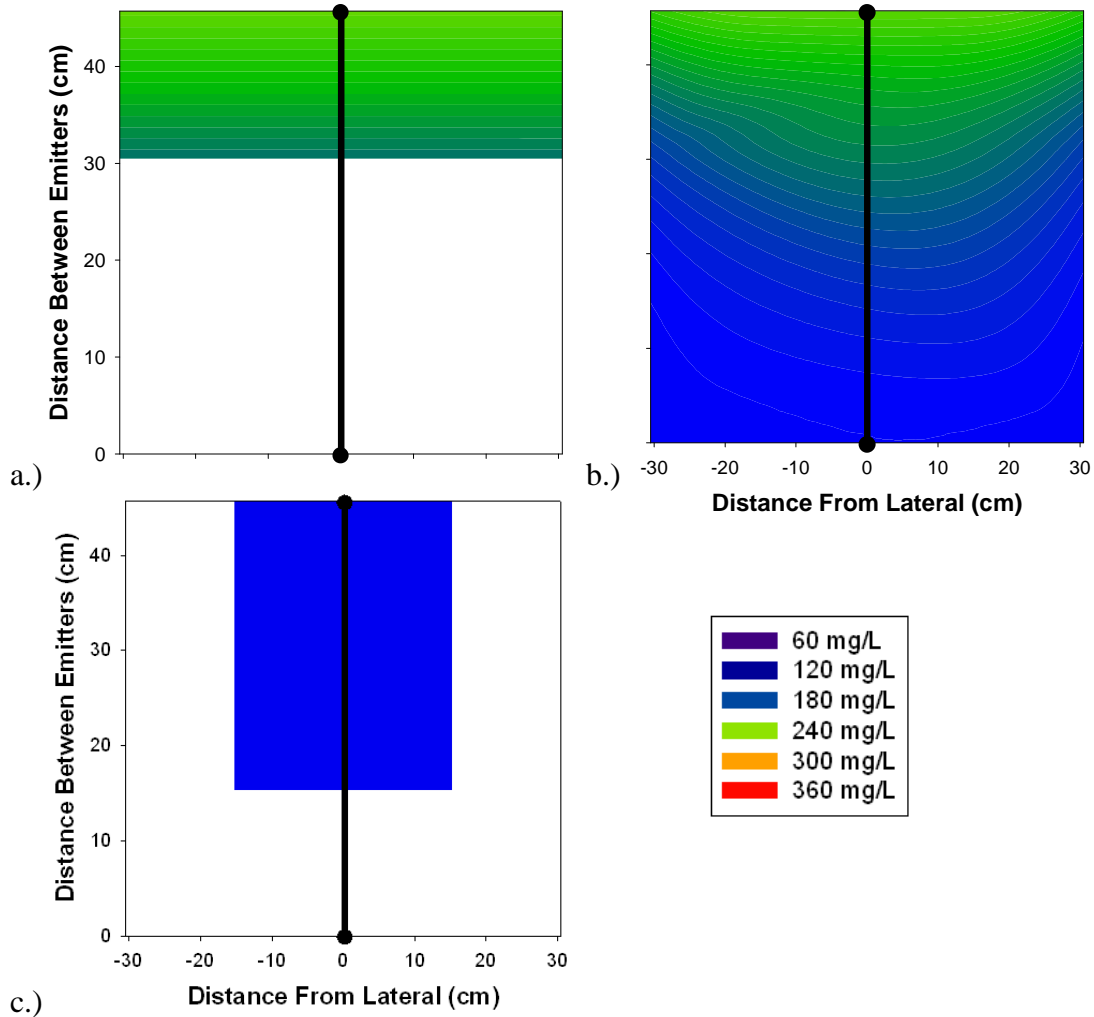 Distance Between Emitters (cm)
40
30
20
10
0
a.)
b.)
-30 -20 -10 0 10 20 30
Distance From Lateral (cm)
Distance Between Emitters (cm)
40
30
20
10
0
-30 -20 -10 0 10 20 30
Distance From Lateral (cm)
c.)
60 mg/L
120 mg/L
180 mg/L
240 mg/L
300 mg/L
360 mg/L